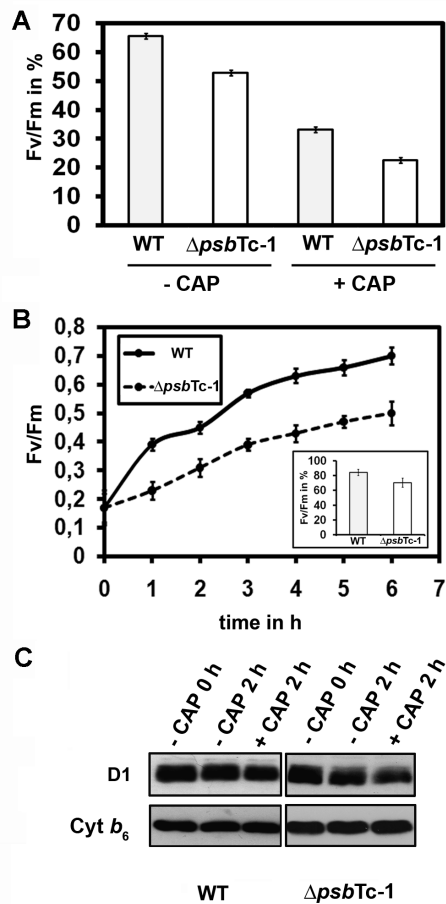 A
Fv/Fm in %
70
60
50
40
30
20
10
0
WT ΔpsbTc-1 WT ΔpsbTc-1
- CAP + CAP
B
Fv/Fm
0,8
0,7
0,6
0,5
0,4
0,3
0,2
0,1
0
WT
ΔpsbTc-1
Fv/Fm in %
100
80
60
40
20
0
WT ΔpsbTc-1
0 1 2 3 4 5 6 7
time in h
C
- CAP 0 h
- CAP 2 h
+ CAP 2 h
- CAP 0 h
- CAP 2 h
+ CAP 2 h
D1
Cyt b6
WT ΔpsbTc-1